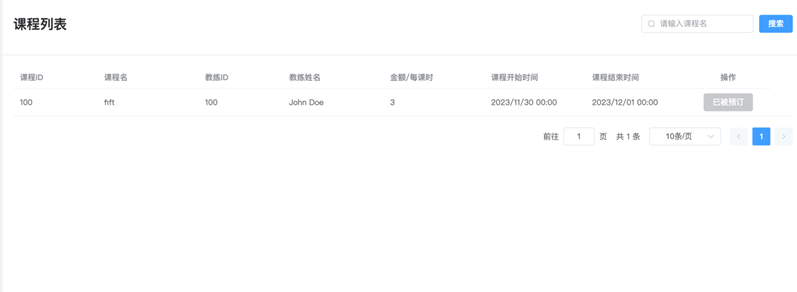 课程列表 请输入课程名 搜索
课程ID 课程名 教练ID 教练姓名 金额/每课时 课程开始时间 课程结束时间 操作
100 fift 100 John Doe 3 2023/11/30 00:00 2023/12/01 00:00 已被预订
前往 1 页 共 1 条 10条/页 1